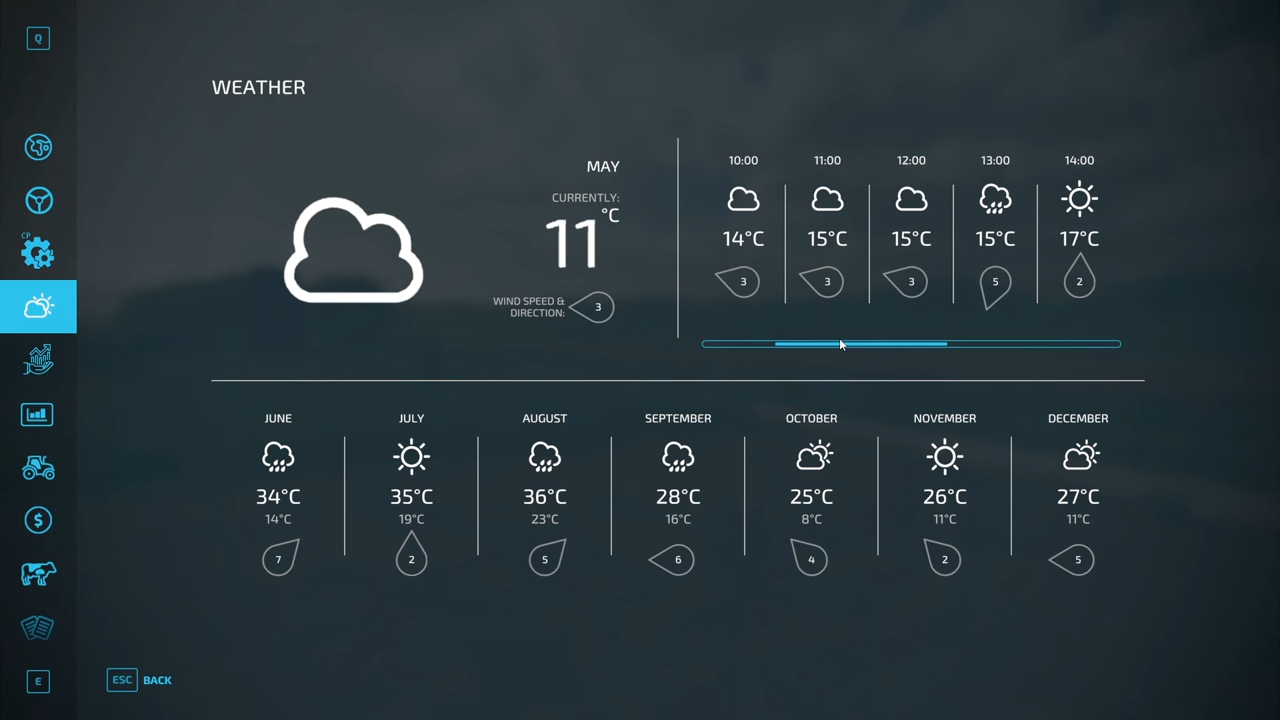 Q
WEATHER
MAY
CURRENTLY:
11 °C
WIND SPEED &
DIRECTION:
3
10:00 11:00 12:00 13:00 14:00
14°C 15°C 15°C 15°C 17°C
3 3 3 5 2
CP
JUNE JULY AUGUST SEPTEMBER OCTOBER NOVEMBER DECEMBER
34°C 35°C 36°C 28°C 25°C 26°C 27°C
14°C 19°C 23°C 16°C 8°C 11°C 11°C
7 2 5 6 4 2 5
$
E
ESC BACK